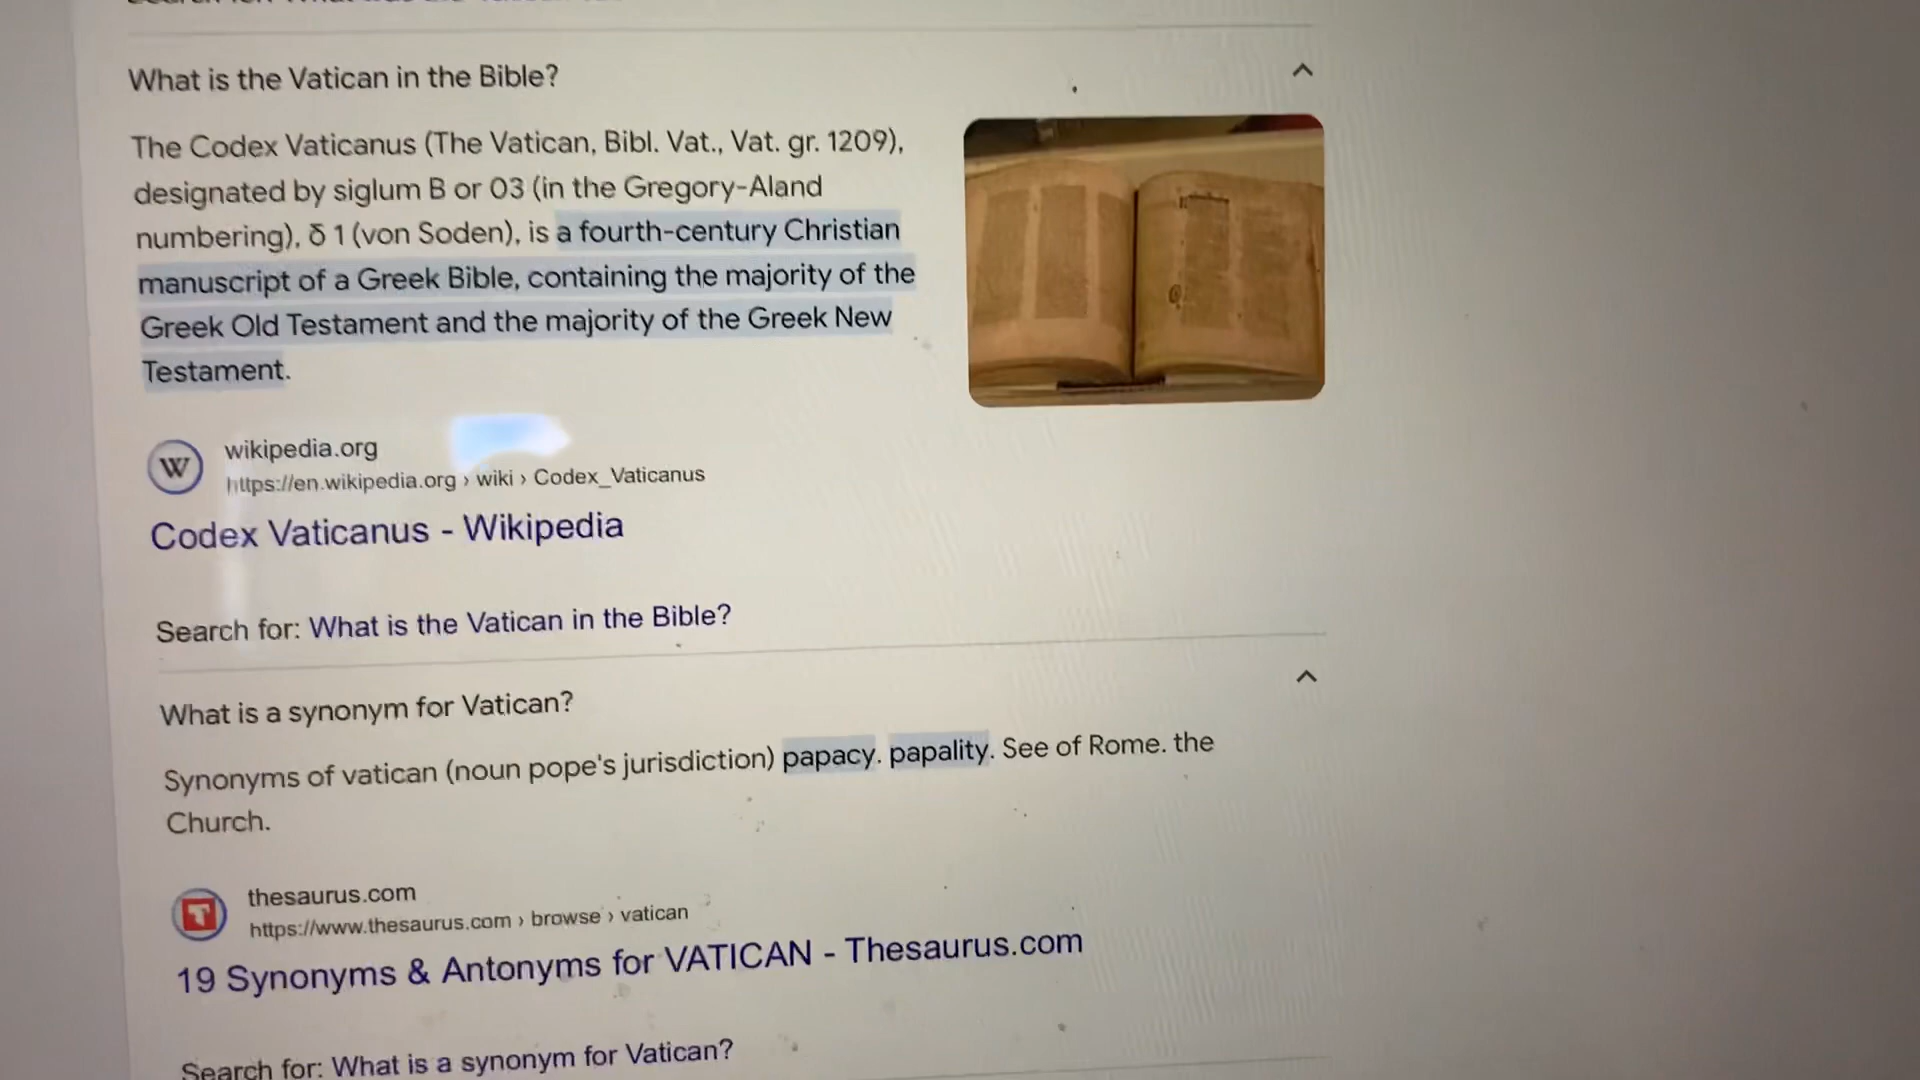 What is the Vatican in the Bible?
The Codex Vaticanus (The Vatican, Bibl. Vat., Vat. gr. 1209),
designated by siglum B or 03 (in the Gregory-Aland
numbering), δ 1 (von Soden), is a fourth-century Christian
manuscript of a Greek Bible, containing the majority of the
Greek Old Testament and the majority of the Greek New
Testament.
W
wikipedia.org
https://en.wikipedia.org › wiki › Codex_Vaticanus
Codex Vaticanus - Wikipedia
Search for: What is the Vatican in the Bible?
What is a synonym for Vatican?
Synonyms of vatican (noun pope's jurisdiction) papacy. papality. See of Rome. the
Church.
T
thesaurus.com
https://www.thesaurus.com › browse › vatican
19 Synonyms & Antonyms for VATICAN - Thesaurus.com
Search for: What is a synonym for Vatican?